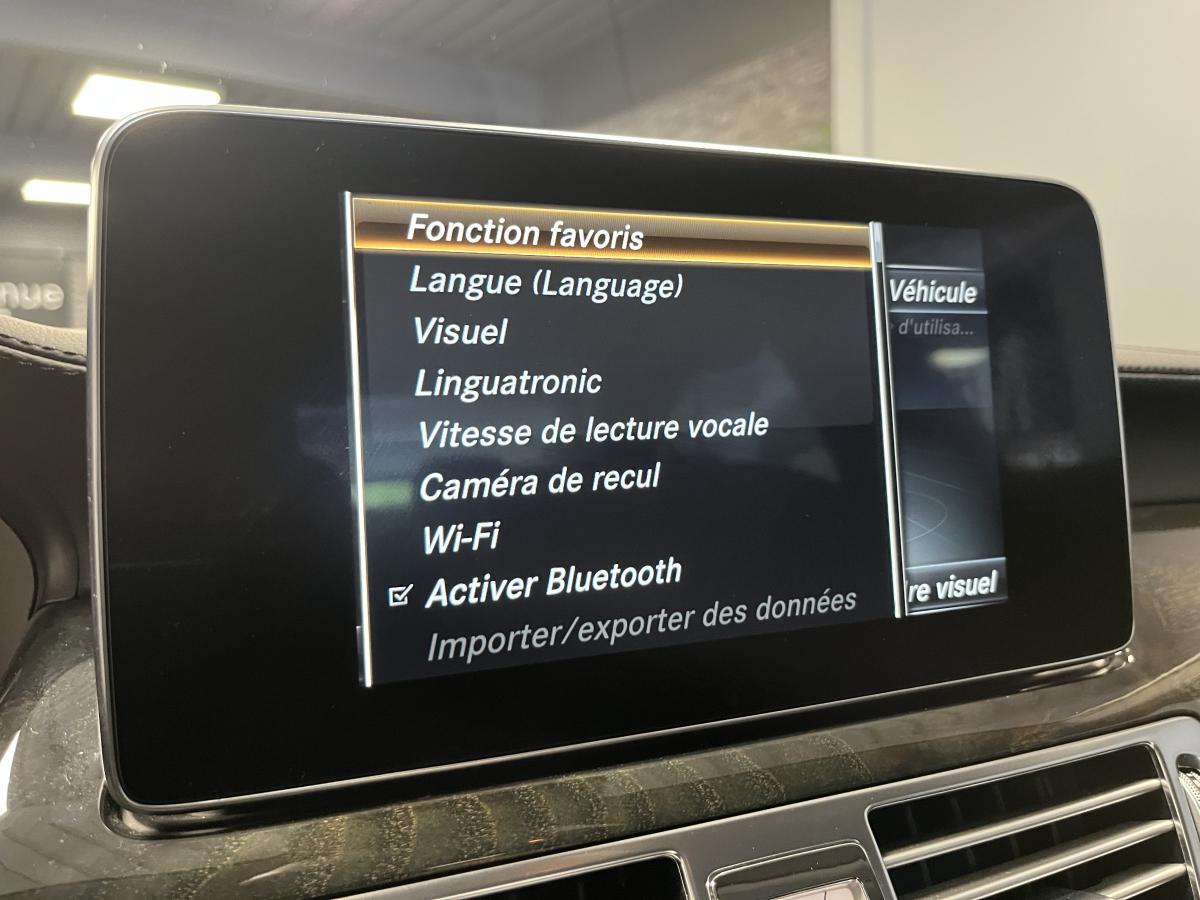 Fonction favoris
Langue (Language)
Visuel
Linguatronic
Vitesse de lecture vocale
Caméra de recul
Wi-Fi
Activer Bluetooth
Importer/exporter des données
Véhicule
d'utilisa...
re visuel